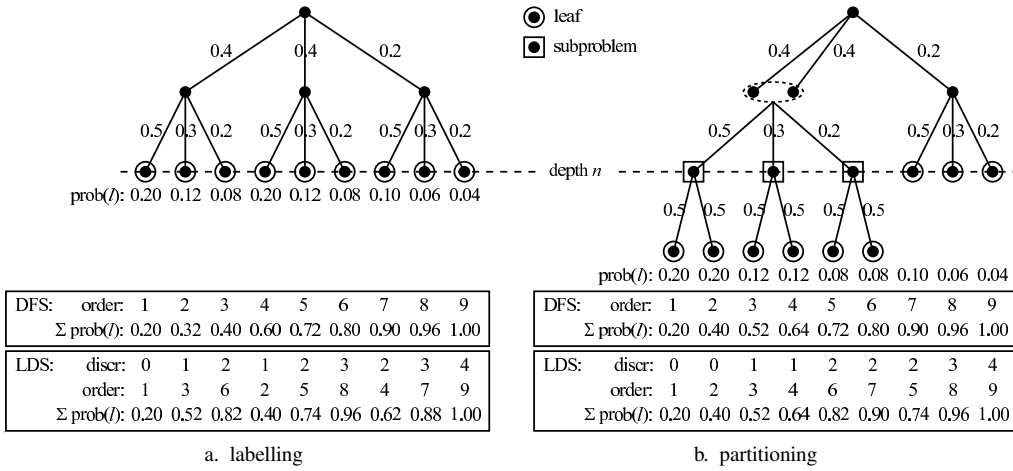 leaf
subproblem
0.4 0.4 0.2
0.5 0.3 0.2 0.5 0.3 0.2 0.5 0.3 0.2
prob(l): 0.20 0.12 0.08 0.20 0.12 0.08 0.10 0.06 0.04
depth n
0.4 0.4 0.2
0.5 0.3 0.2 0.5 0.3 0.2
0.5 0.5 0.5 0.5 0.5 0.5
prob(l): 0.20 0.20 0.12 0.12 0.08 0.08 0.10 0.06 0.04
DFS: order: 1 2 3 4 5 6 7 8 9
Σ prob(l): 0.20 0.32 0.40 0.60 0.72 0.80 0.90 0.96 1.00
LDS: discr: 0 1 2 1 2 3 2 3 4
order: 1 3 6 2 5 8 4 7 9
Σ prob(l): 0.20 0.52 0.82 0.40 0.74 0.96 0.62 0.88 1.00
a. labelling
DFS: order: 1 2 3 4 5 6 7 8 9
Σ prob(l): 0.20 0.40 0.52 0.64 0.72 0.80 0.90 0.96 1.00
LDS: discr: 0 0 1 1 2 2 2 3 4
order: 1 2 3 4 6 7 5 8 9
Σ prob(l): 0.20 0.40 0.52 0.64 0.82 0.90 0.74 0.96 1.00
b. partitioning